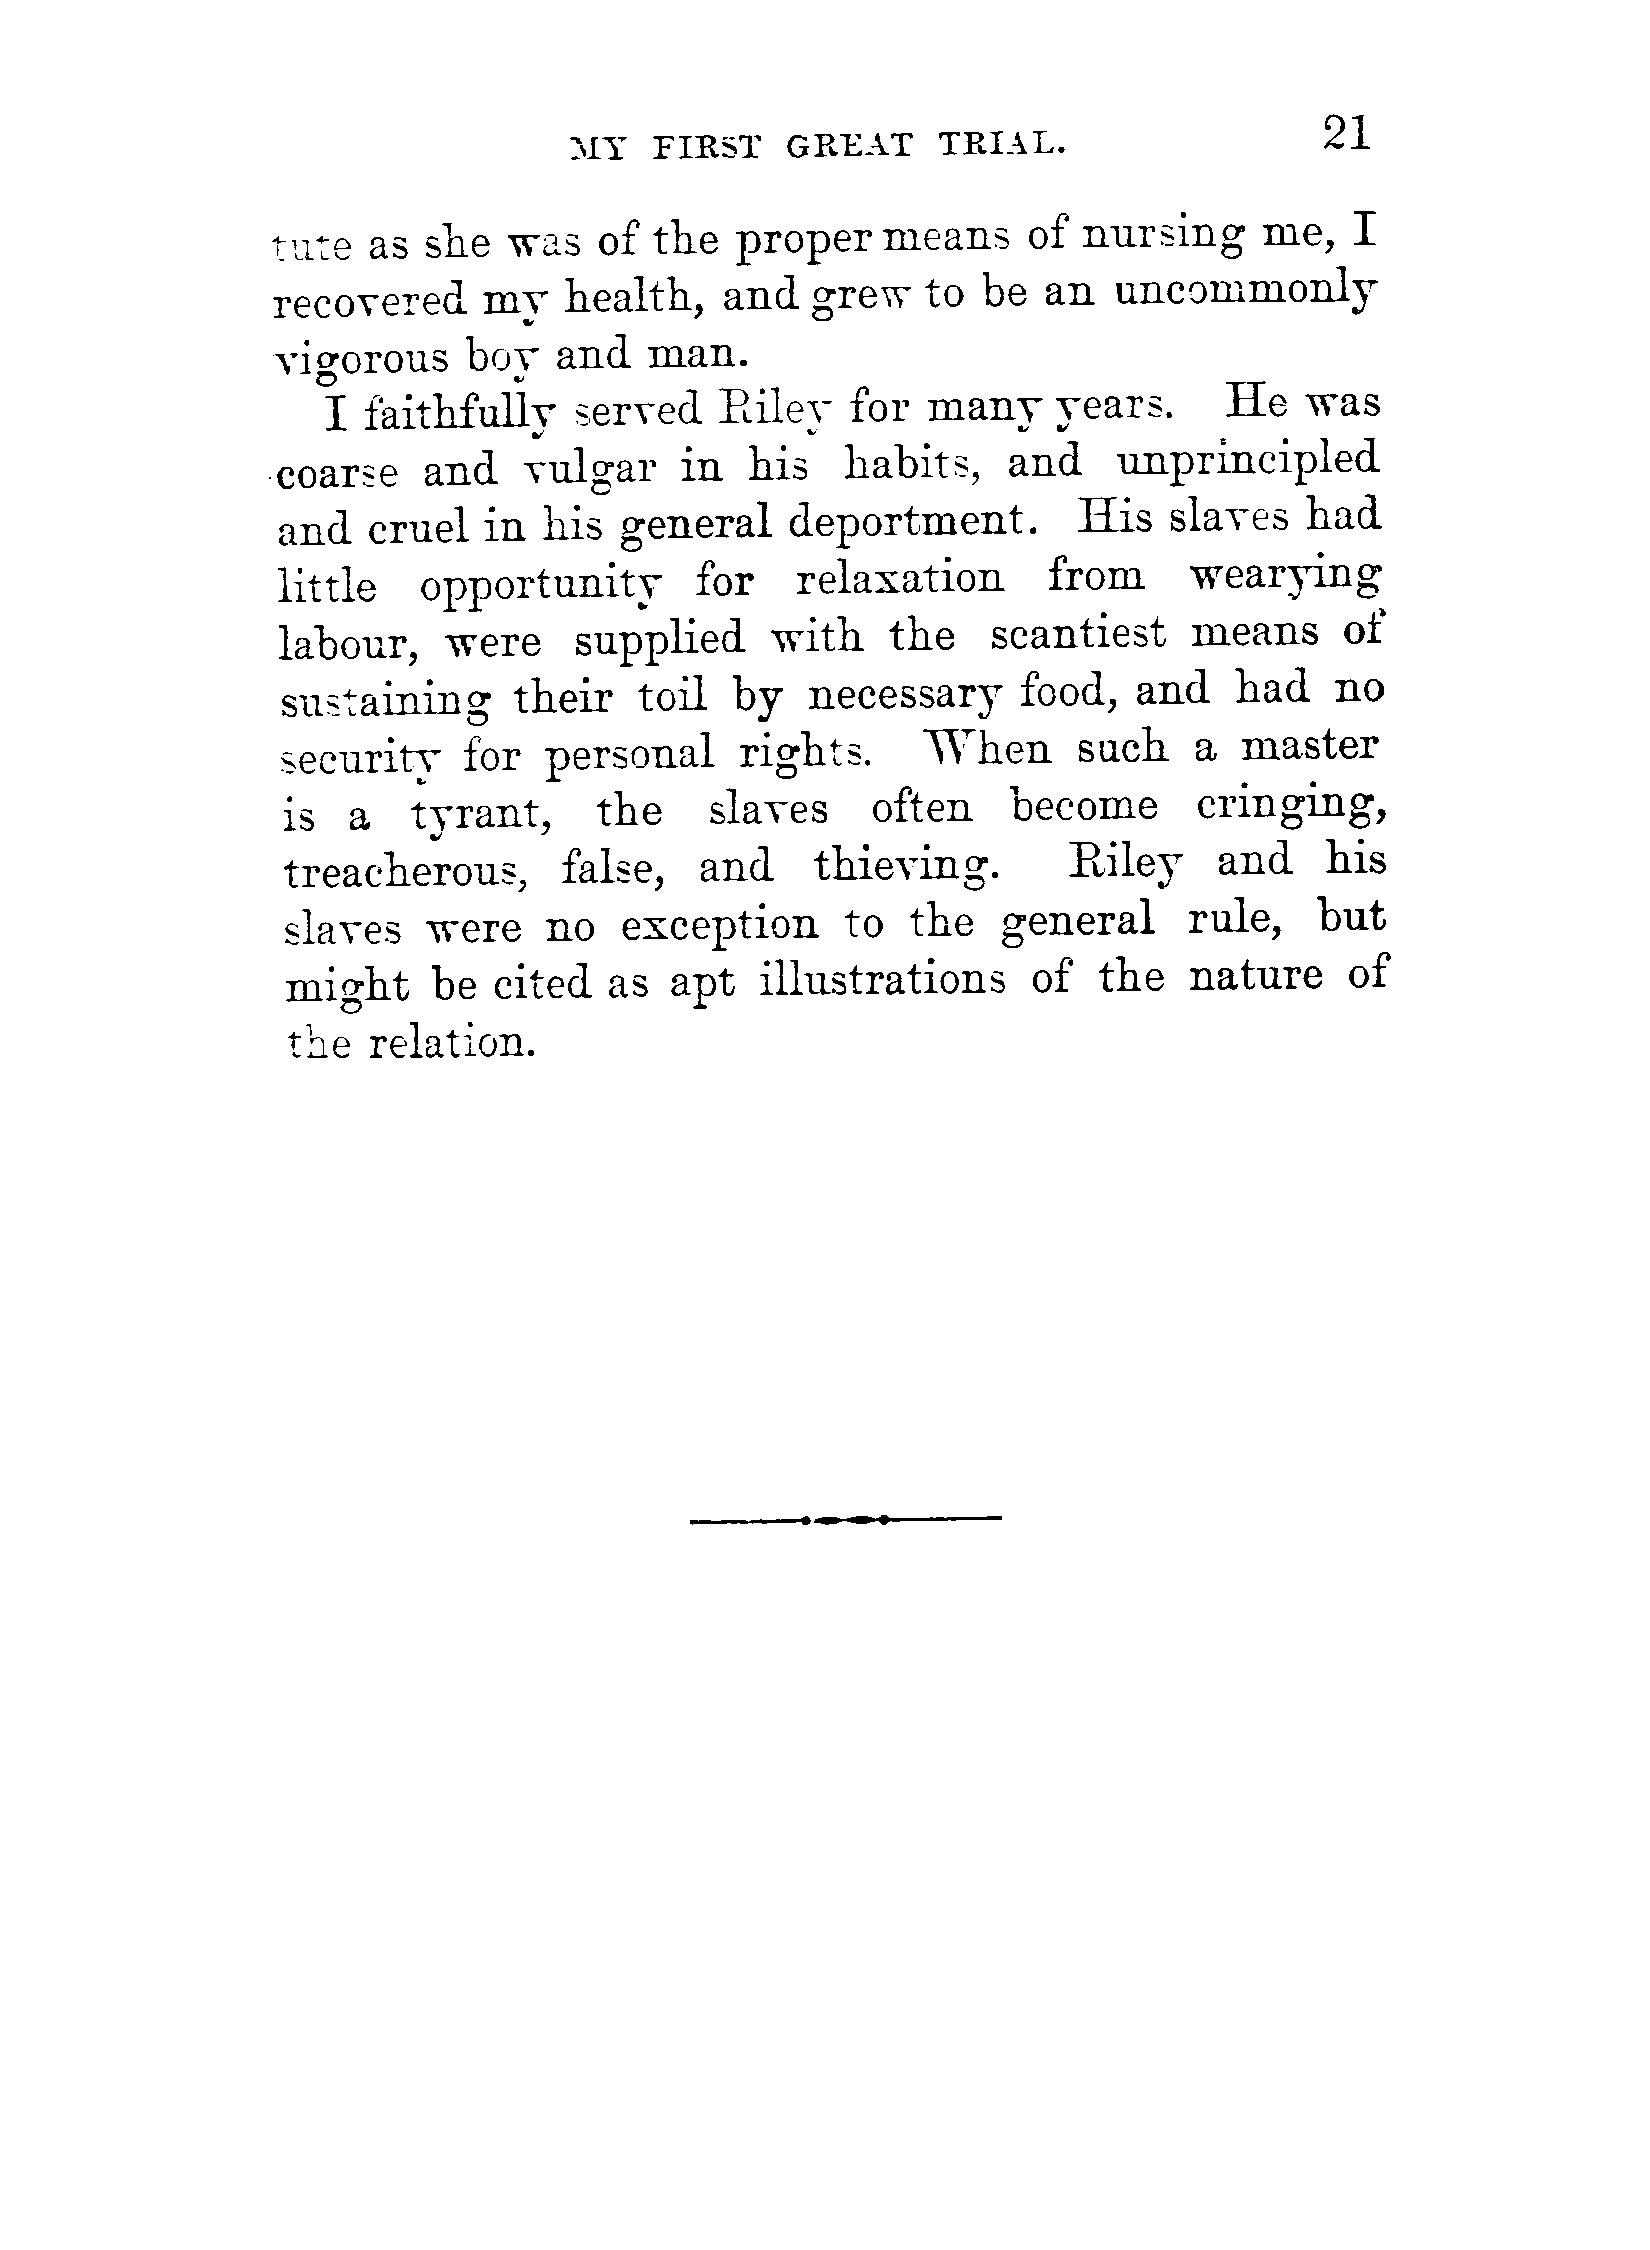 MY FIRST GREAT TRIAL. 21
tute as she was of the proper means of nursing me, I
recovered my health, and grew to be an uncommonly
vigorous boy and man.
I faithfully served Riley for many years. He was
coarse and vulgar in his habits, and unprincipled
and cruel in his general deportment. His slaves had
little opportunity for relaxation from wearying
labour, were supplied with the scantiest means of
sustaining their toil by necessary food, and had no
security for personal rights. When such a master
is a tyrant, the slaves often become cringing,
treacherous, false, and thieving. Riley and his
slaves were no exception to the general rule, but
might be cited as apt illustrations of the nature of
the relation.